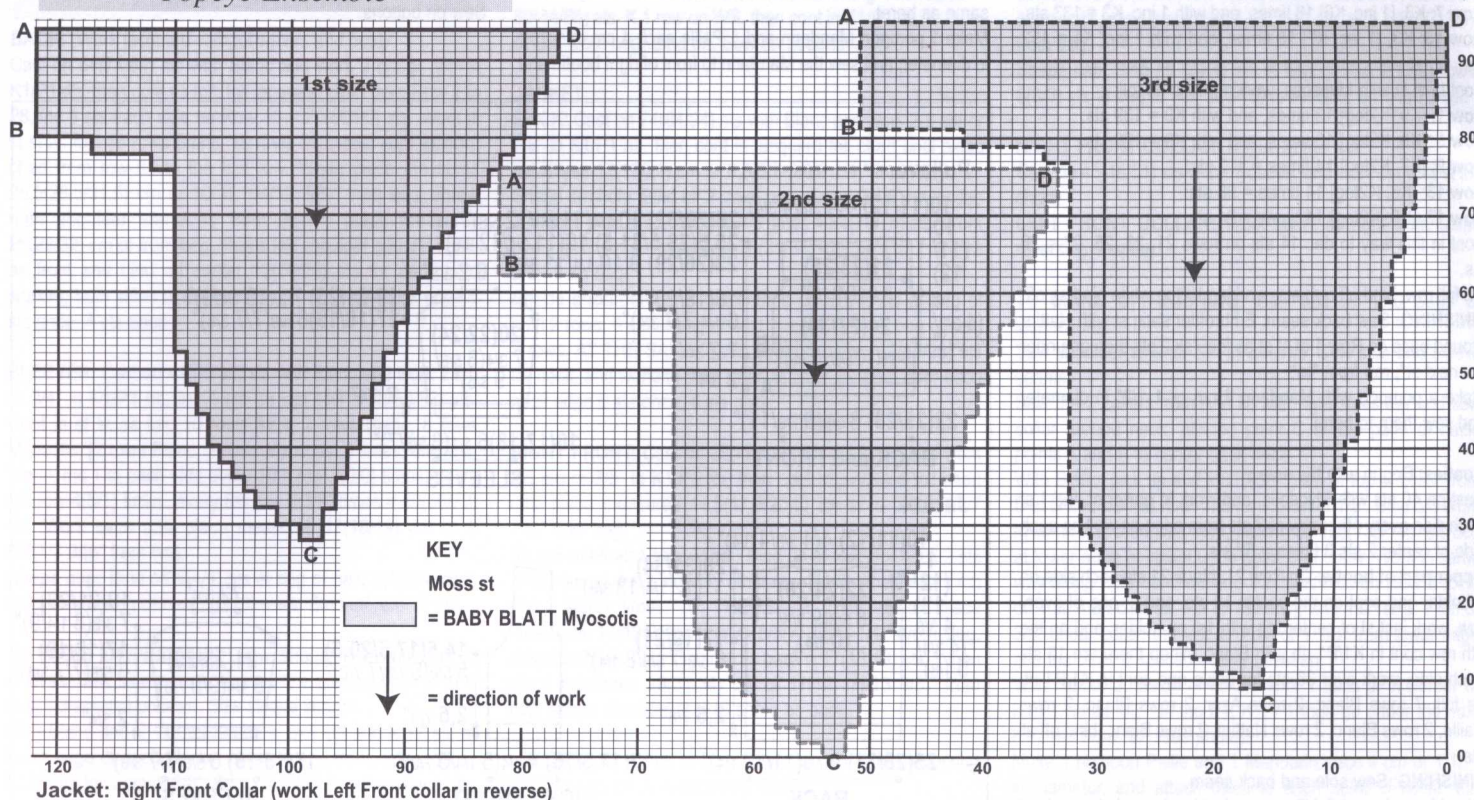 Popeye Ensemble
A D A D
1st size 3rd size
B B
A D
2nd size
B
C C C
KEY
Moss st
= BABY BLATT Myosotis
= direction of work
90
80
70
60
50
40
30
20
10
0
120 110 100 90 80 70 60 50 40 30 20 10 0
Jacket: Right Front Collar (work Left Front collar in reverse)